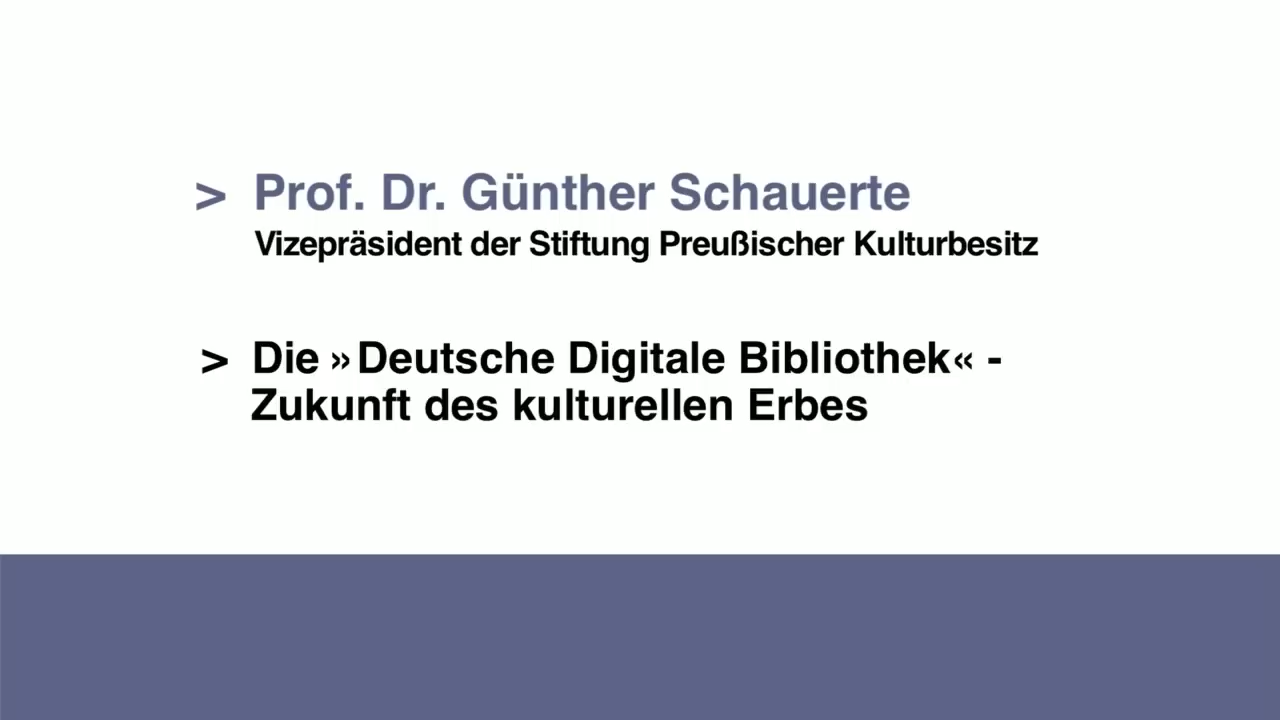 > Prof. Dr. Günther Schauerte
Vizepräsident der Stiftung Preußischer Kulturbesitz
> Die »Deutsche Digitale Bibliothek« -
Zukunft des kulturellen Erbes